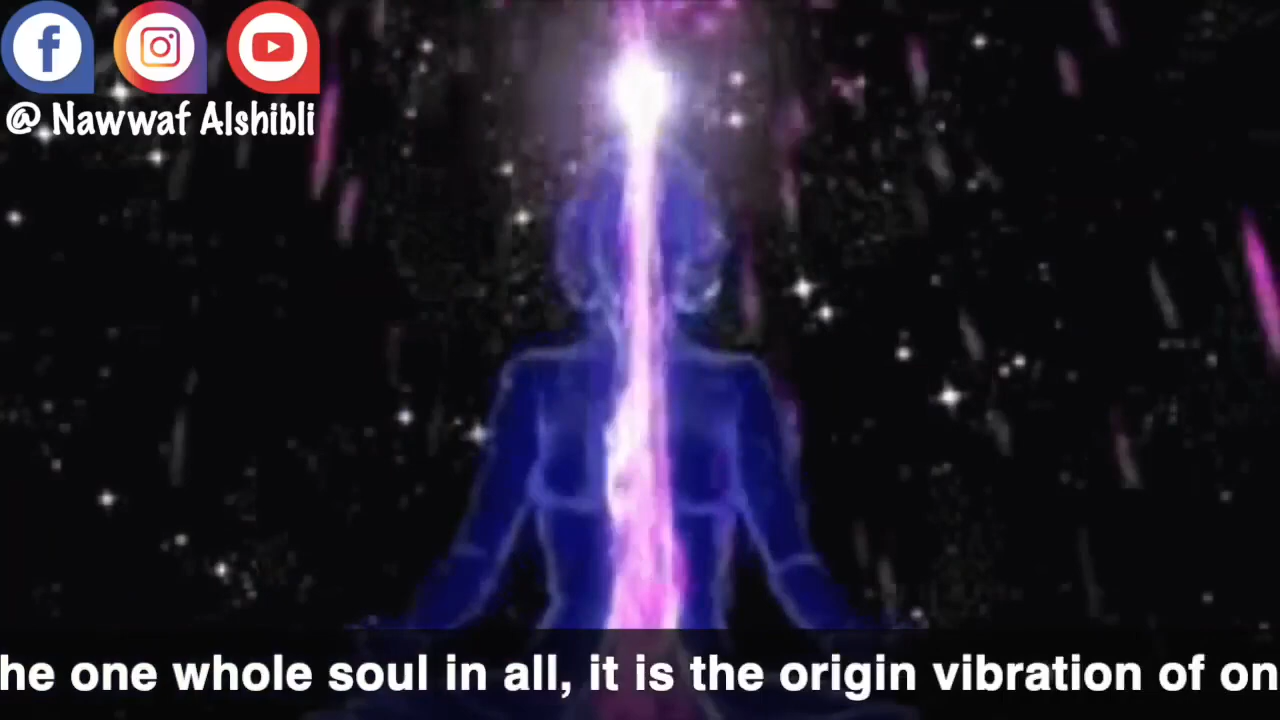 @ Nawwaf Alshibli
he one whole soul in all, it is the origin vibration of on